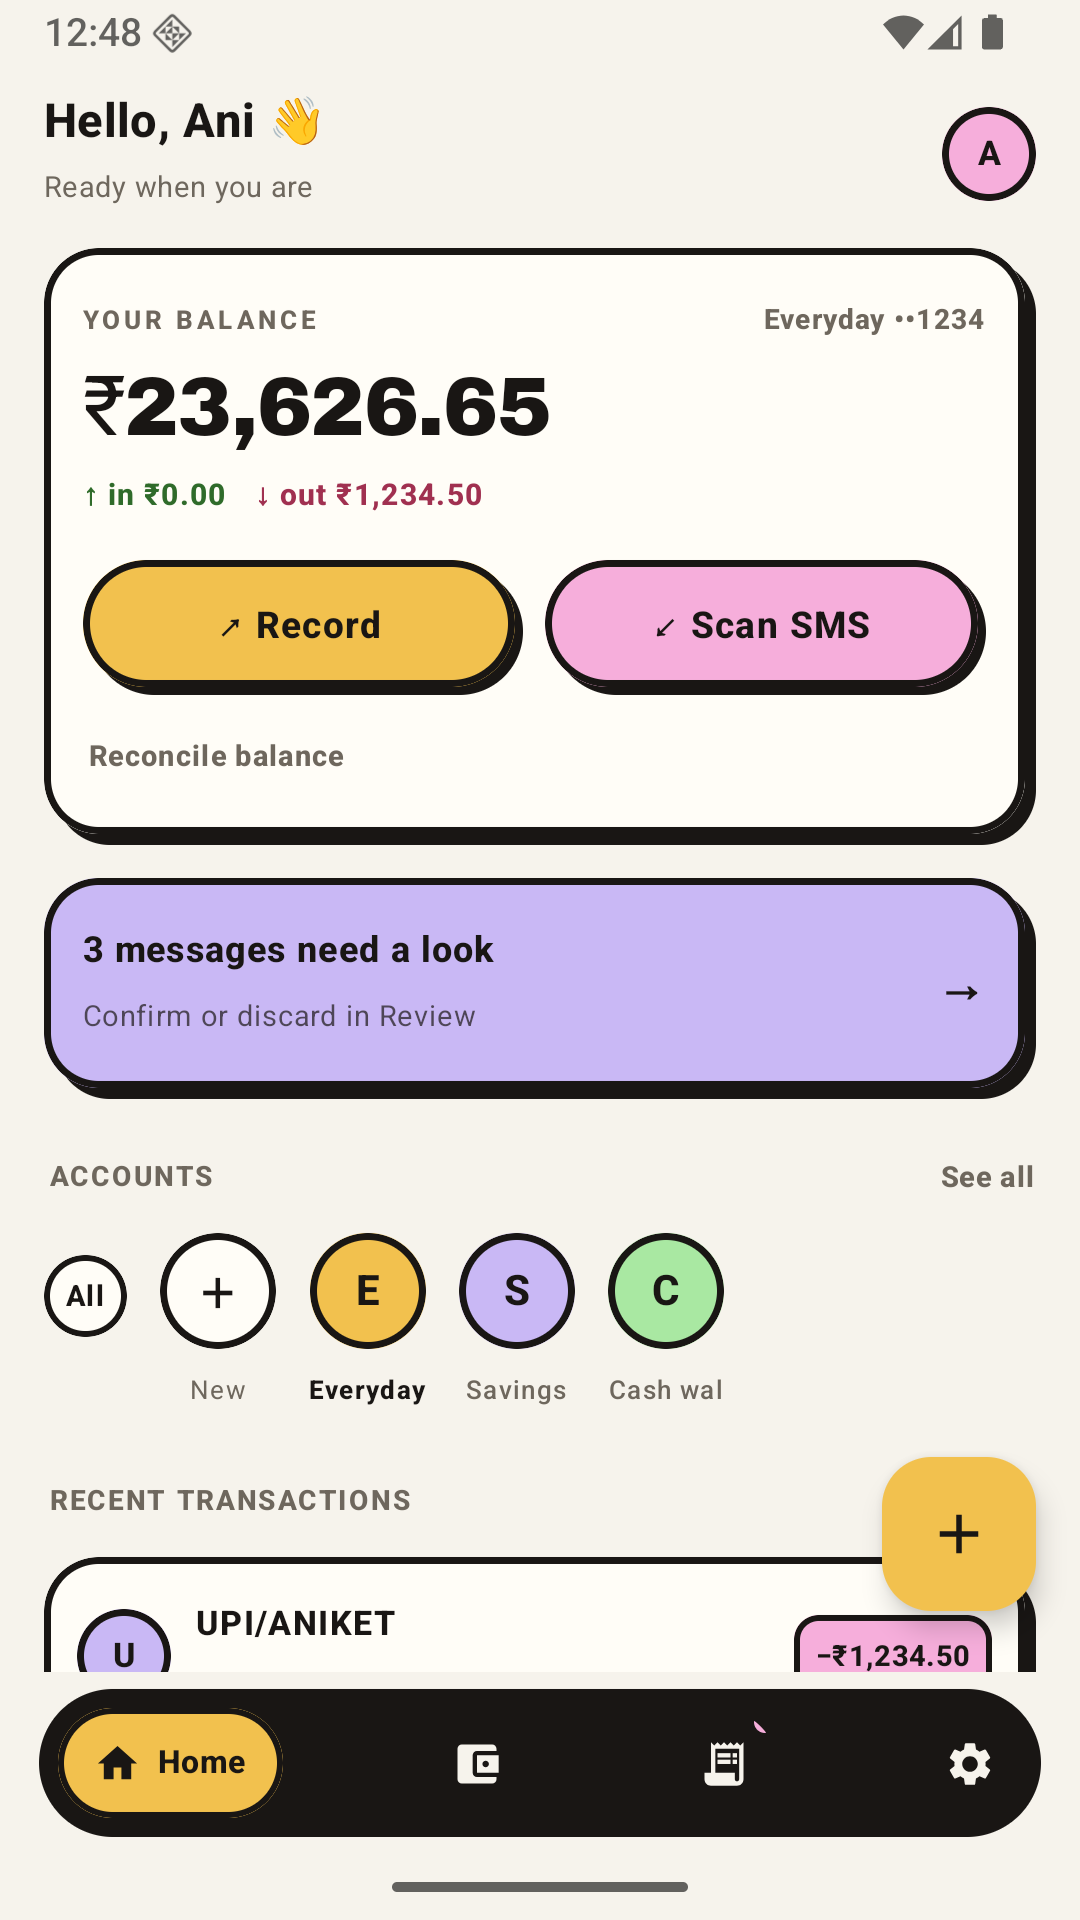 12:48
Hello, Ani 👋
A
Ready when you are
YOUR BALANCE
Everyday ••1234
₹23,626.65
↑ in ₹0.00 ↓ out ₹1,234.50
↗ Record
↙ Scan SMS
Reconcile balance
3 messages need a look
Confirm or discard in Review
→
ACCOUNTS
See all
All
+
E
S
C
New
Everyday
Savings
Cash wal
RECENT TRANSACTIONS
+
UPI/ANIKET
U
−₹1,234.50
Home